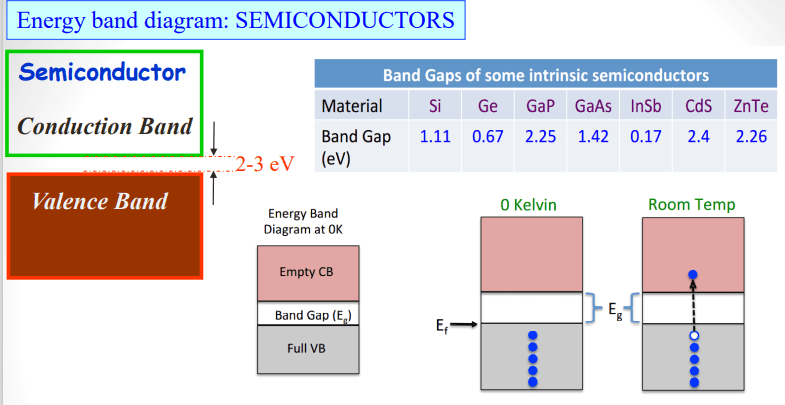 Energy band diagram: SEMICONDUCTORS
Semiconductor
Conduction Band
2-3 eV
Valence Band
Band Gaps of some intrinsic semiconductors
Material Si Ge GaP GaAs InSb CdS ZnTe
Band Gap 1.11 0.67 2.25 1.42 0.17 2.4 2.26
(eV)
Energy Band
Diagram at 0K
Empty CB
Band Gap (Eg)
Full VB
0 Kelvin
Room Temp
Ef
Eg